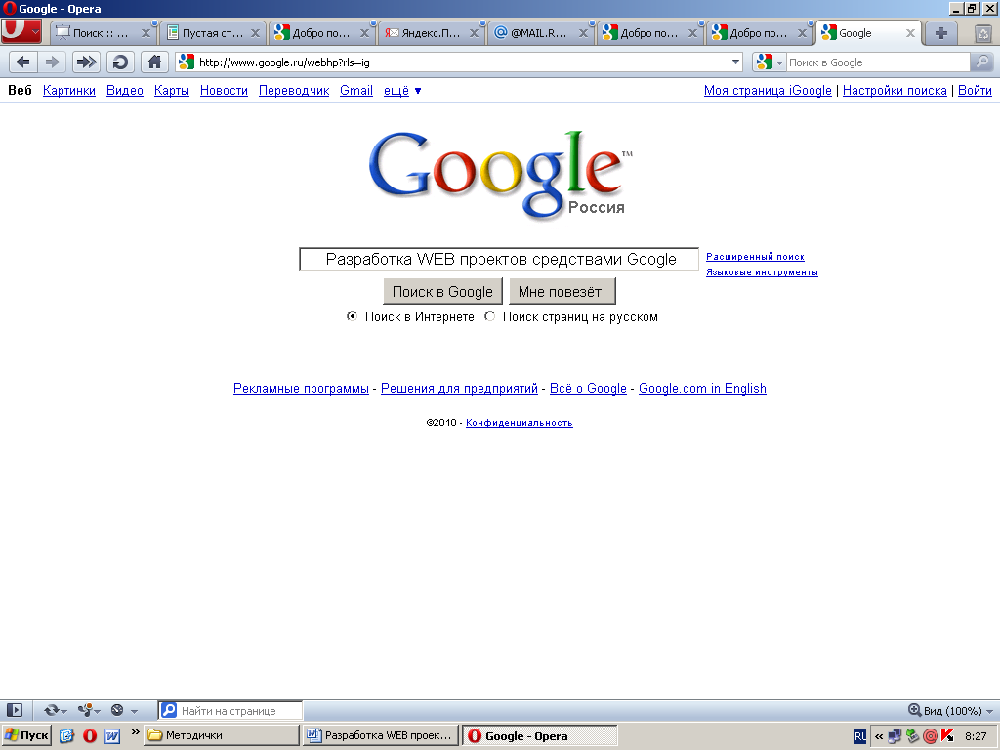 Google - Opera
Поиск :: ... Пустая ст... Добро по... Яндекс.П... @MAIL.R... Добро по... Добро по... Google
http://www.google.ru/webhp?rls=ig Поиск в Google
Веб Картинки Видео Карты Новости Переводчик Gmail ещё ▼ Моя страница iGoogle | Настройки поиска | Войти
Google™
Россия
Разработка WEB проектов средствами Google Расширенный поиск
Языковые инструменты
Поиск в Google Мне повезёт!
Поиск в Интернете Поиск страниц на русском
Рекламные программы - Решения для предприятий - Всё о Google - Google.com in English
©2010 - Конфиденциальность
Найти на странице Вид (100%)
Пуск » Методички Разработка WEB проек... Google - Opera RU « 8:27